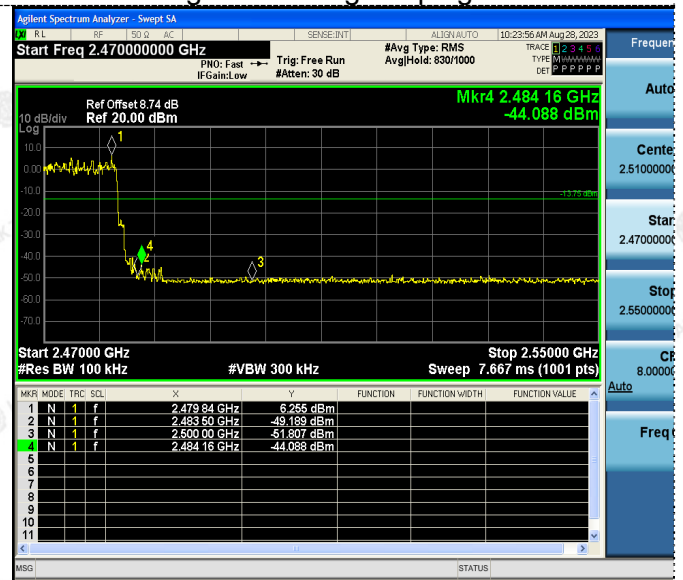 Agilent Spectrum Analyzer - Swept SA
LXI RL RF 50 Ω AC SENSE:INT ALIGN AUTO 10:23:56 AM Aug 28, 2023
Start Freq 2.470000000 GHz
PNO: Fast
IFGain:Low
Trig: Free Run
#Atten: 30 dB
#Avg Type: RMS
Avg|Hold: 830/1000
TRACE 1 2 3 4 5 6
TYPE M
DET P P P P P P
Ref Offset 8.74 dB
10 dB/div Ref 20.00 dBm
Log
Mkr4 2.484 16 GHz
-44.088 dBm
10.0
0.00
-10.0
-20.0
-30.0
-40.0
-50.0
-60.0
-70.0
1
4
2
3
-13.75 dBm
Start 2.47000 GHz Stop 2.55000 GHz
#Res BW 100 kHz #VBW 300 kHz Sweep 7.667 ms (1001 pts)
MKR MODE TRC SCL X Y FUNCTION FUNCTION WIDTH FUNCTION VALUE
1 N 1 f 2.479 84 GHz 6.255 dBm
2 N 1 f 2.483 50 GHz -49.189 dBm
3 N 1 f 2.500 00 GHz -51.807 dBm
4 N 1 f 2.484 16 GHz -44.088 dBm
5
6
7
8
9
10
11
MSG STATUS
Frequen
Auto
Cente
2.5100000
Star
2.4700000
Stop
2.5500000
CF
8.0000
Auto
Freq